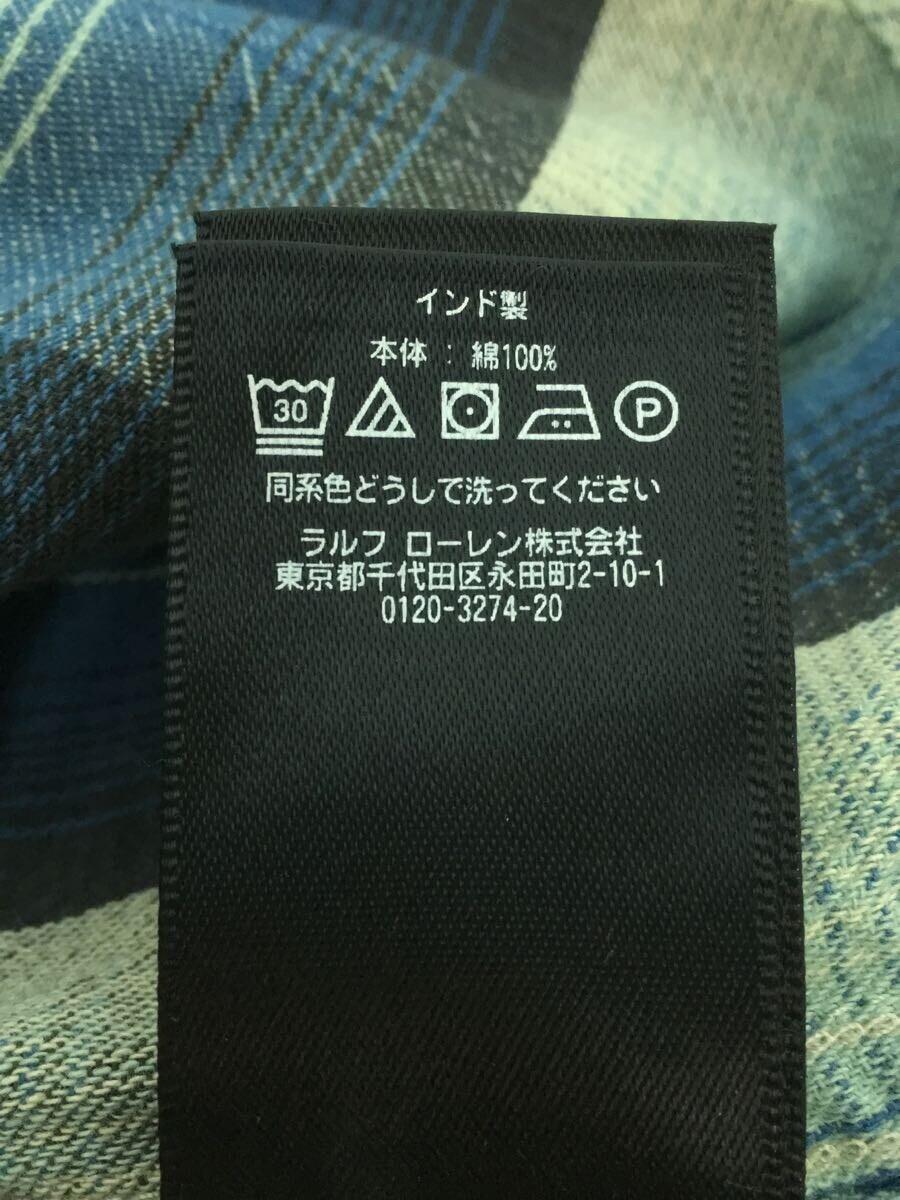 インド製
本体 : 綿100%
30 P
同系色どうしで洗ってください
ラルフ ローレン株式会社
東京都千代田区永田町2-10-1
0120-3274-20